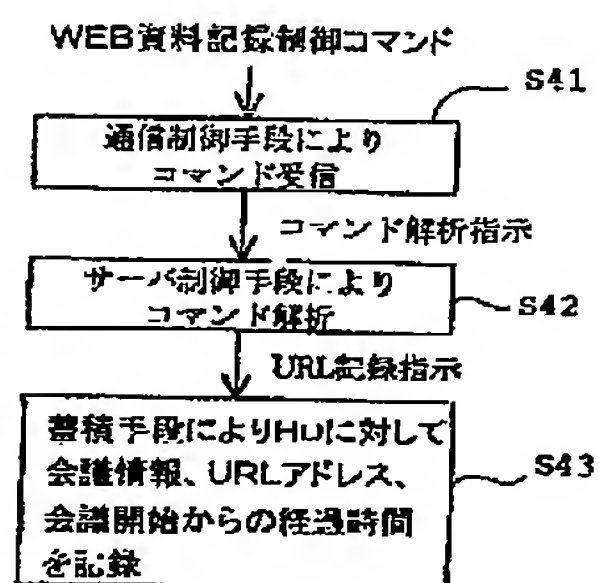 WEB資料記録制御コマンド
S41
通信制御手段により
コマンド受信
コマンド解析指示
サーバ制御手段により
コマンド解析
S42
URL記録指示
蓄積手段によりHDに対して
会議情報、URLアドレス、
会議開始からの経過時間
を記録
S43